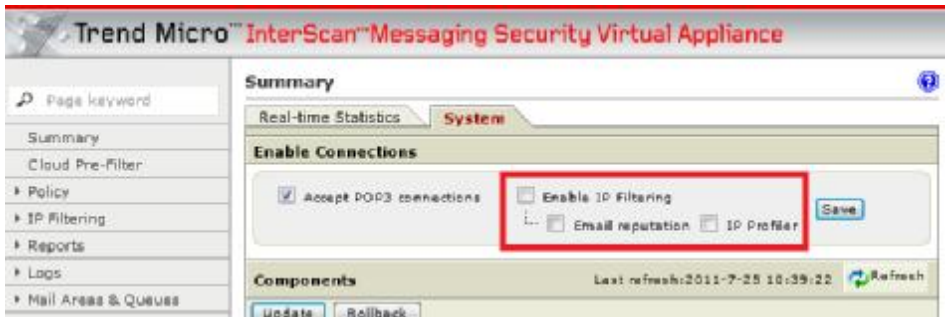 Trend Micro™ InterScan™ Messaging Security Virtual Appliance
Page keyword
Summary
Cloud Pre-Filter
Policy
IP Filtering
Reports
Logs
Mail Areas & Queues
Summary
Real-time Statistics
System
Enable Connections
Accept POP3 connections
Enable IP Filtering
Email reputation
IP Profiler
Save
Components
Last refresh:2011-7-25 10:39:22
Refresh
Update
Rollback